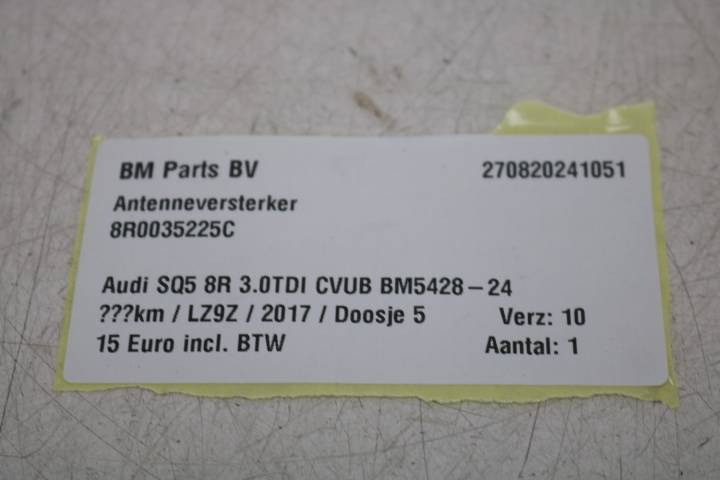 BM Parts BV 270820241051
Antenneversterker
8R0035225C
Audi SQ5 8R 3.0TDI CVUB BM5428-24
???km / LZ9Z / 2017 / Doosje 5 Verz: 10
15 Euro incl. BTW Aantal: 1